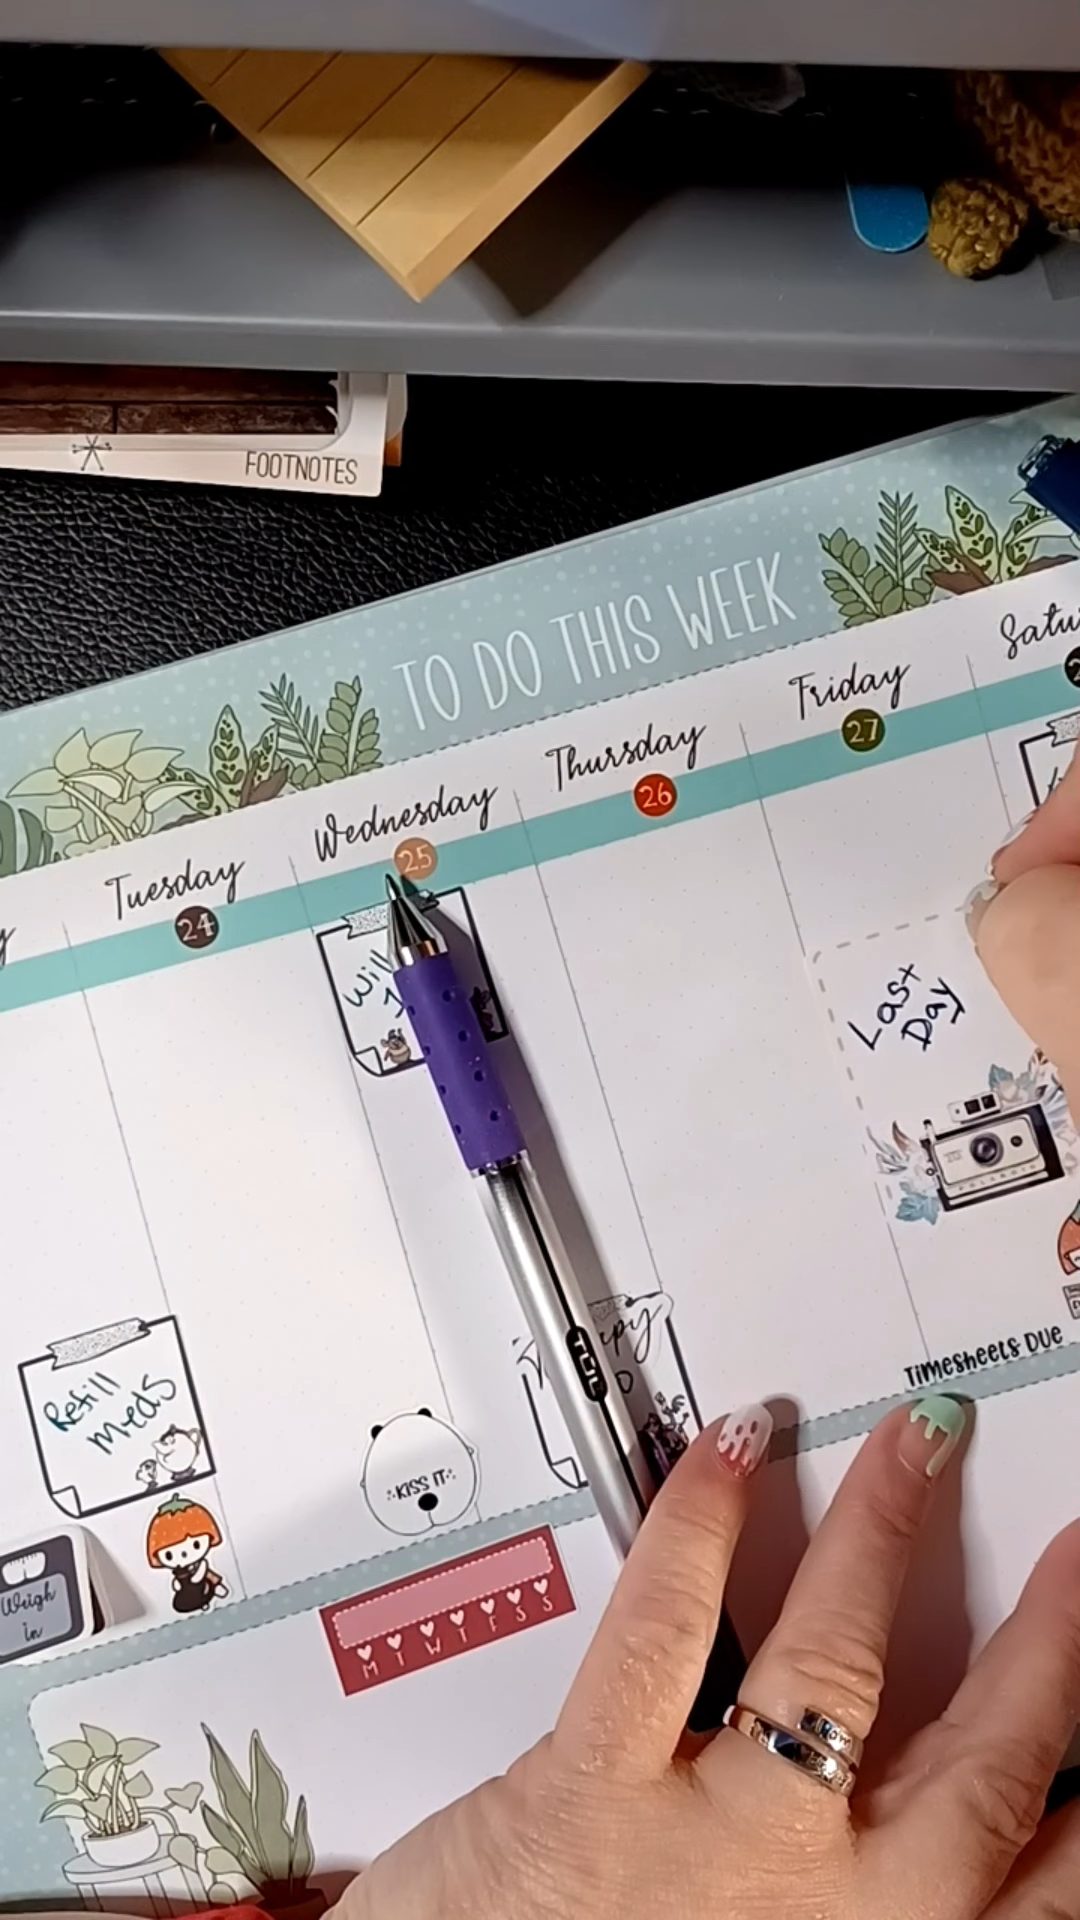 FOOTNOTES
TO DO THIS WEEK
Tuesday
Wednesday
Thursday
Friday
24
25
26
27
Last
Day
TUL
Refill
meds
TimesheetS DUe
KISS IT
Weigh
in
M T W T F S S